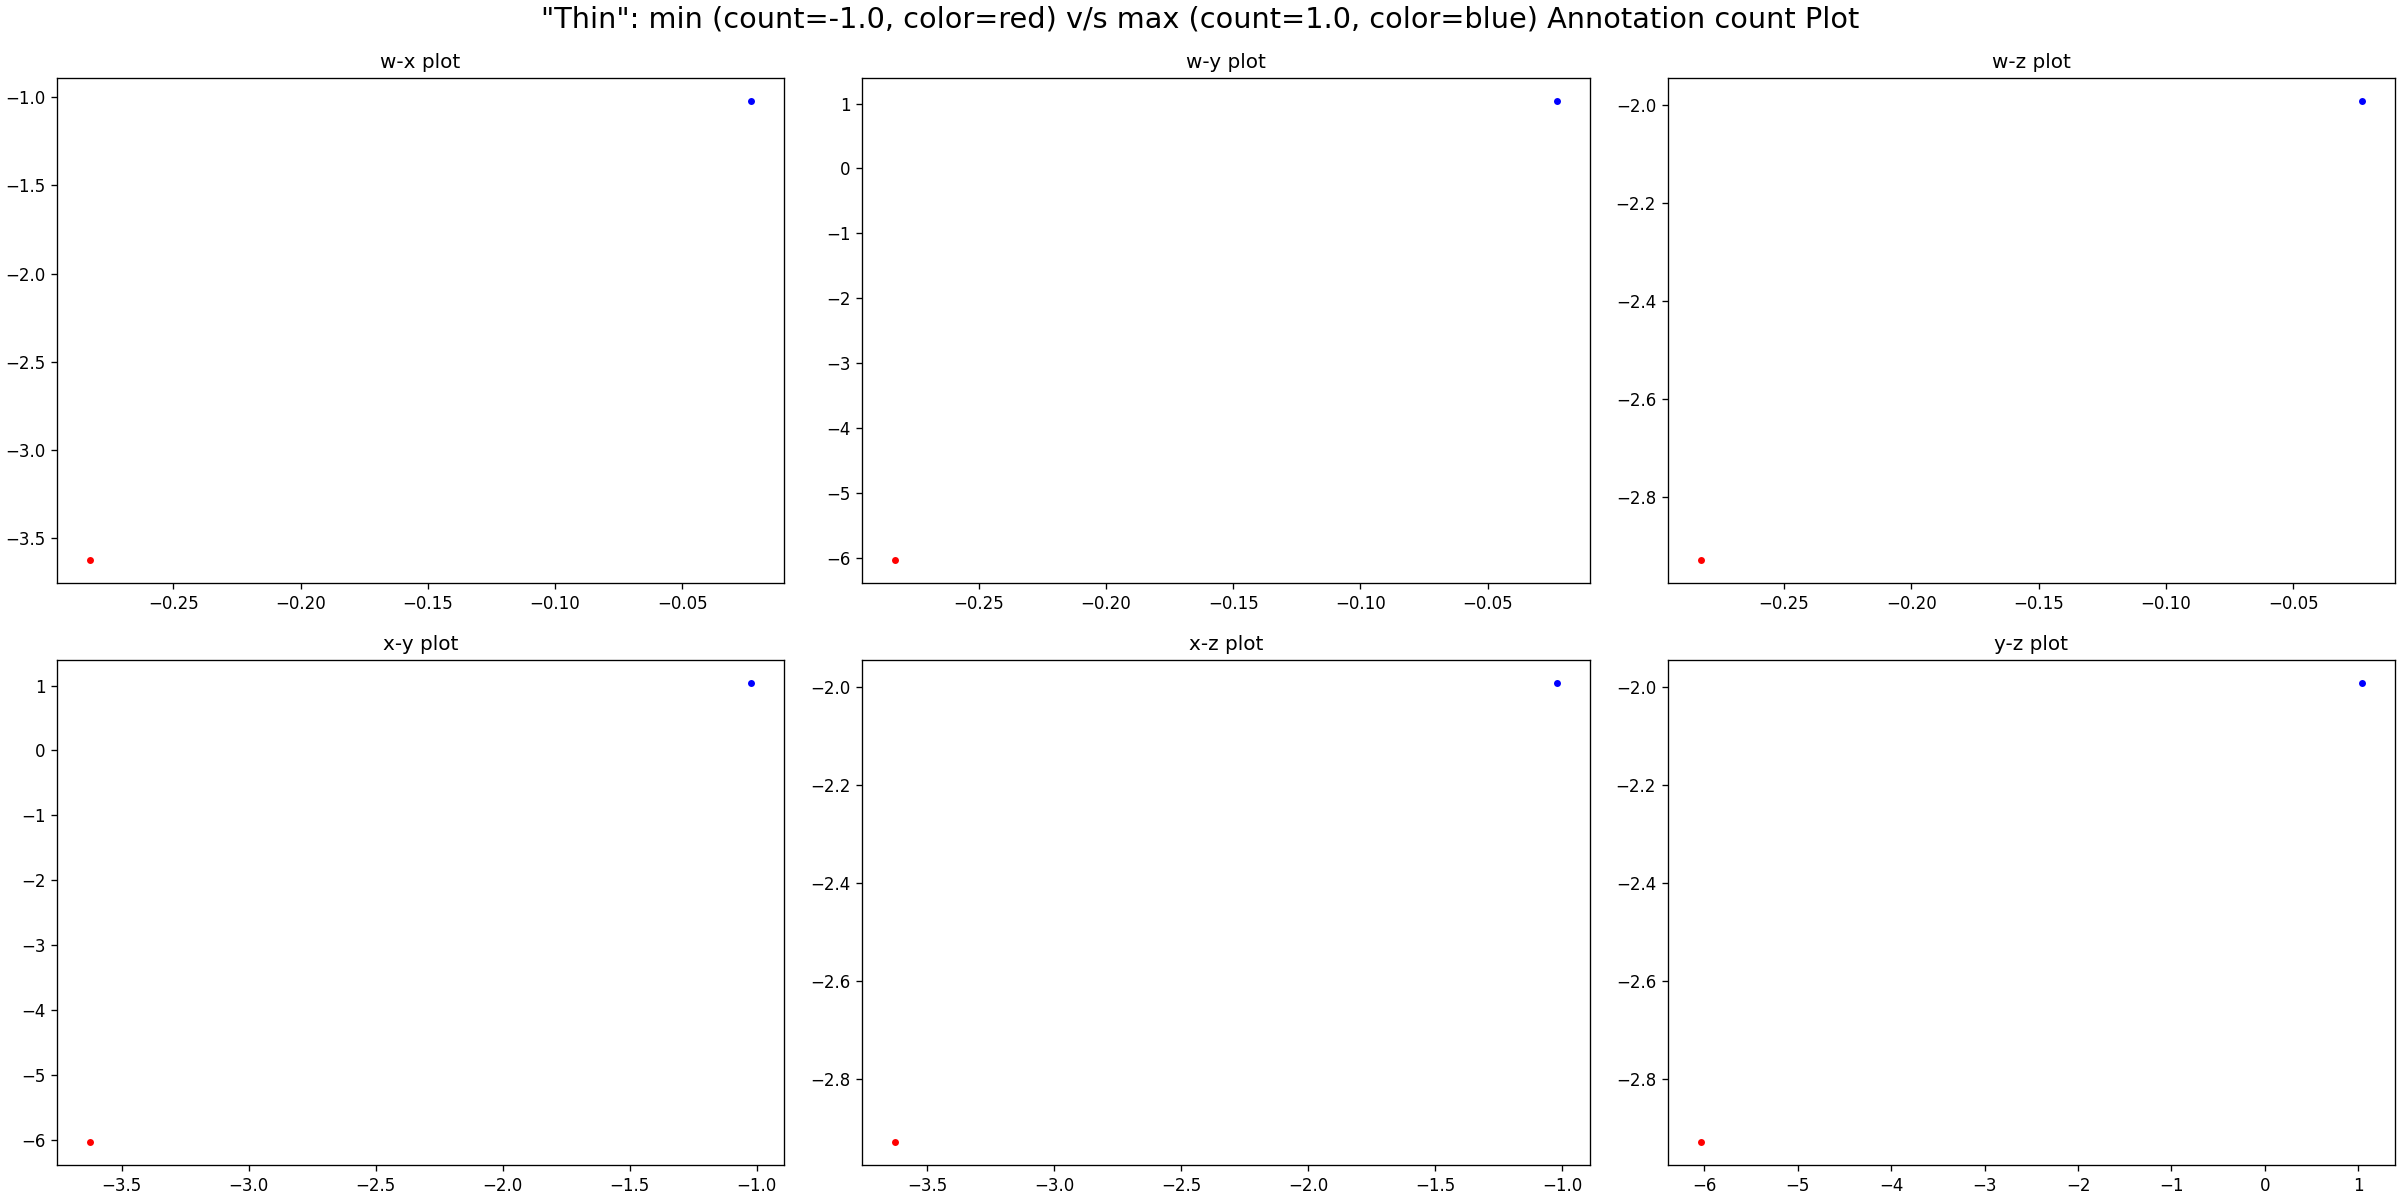 "Thin": min (count=-1.0, color=red) v/s max (count=1.0, color=blue) Annotation count Plot
w-x plot
−1.0
−1.5
−2.0
−2.5
−3.0
−3.5
−0.25 −0.20 −0.15 −0.10 −0.05
w-y plot
1
0
−1
−2
−3
−4
−5
−6
−0.25 −0.20 −0.15 −0.10 −0.05
w-z plot
−2.0
−2.2
−2.4
−2.6
−2.8
−0.25 −0.20 −0.15 −0.10 −0.05
x-y plot
1
0
−1
−2
−3
−4
−5
−6
−3.5 −3.0 −2.5 −2.0 −1.5 −1.0
x-z plot
−2.0
−2.2
−2.4
−2.6
−2.8
−3.5 −3.0 −2.5 −2.0 −1.5 −1.0
y-z plot
−2.0
−2.2
−2.4
−2.6
−2.8
−6 −5 −4 −3 −2 −1 0 1